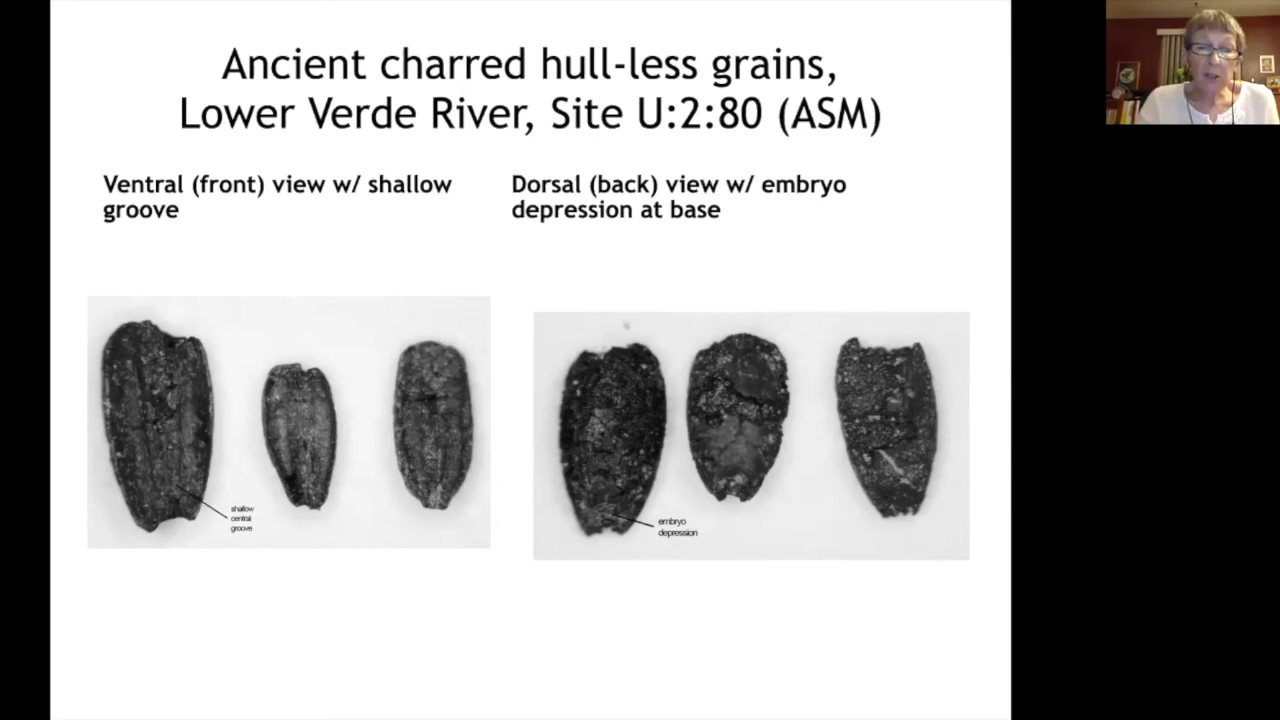 Ancient charred hull-less grains,
Lower Verde River, Site U:2:80 (ASM)
Ventral (front) view w/ shallow
groove
Dorsal (back) view w/ embryo
depression at base
shallow
central
groove
embryo
depression